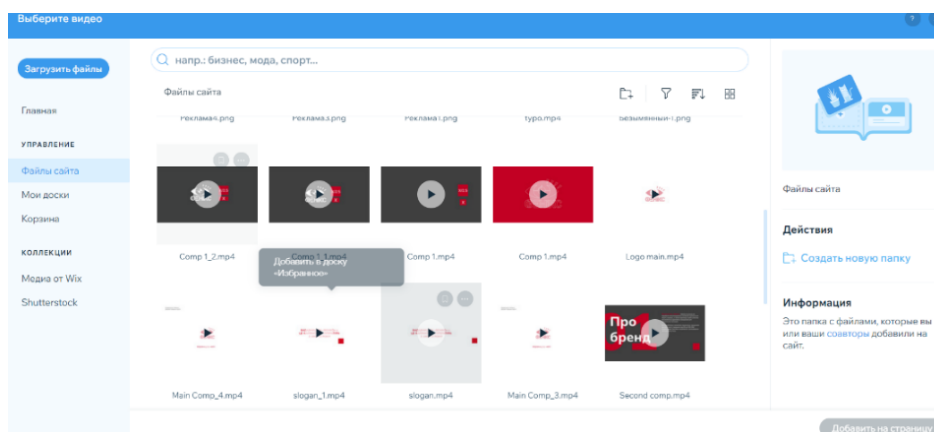 Выберите видео
?
Загрузить файлы
напр.: бизнес, мода, спорт...
Файлы сайта
Главная
Реклама4.png
Реклама3.png
Реклама1.png
typo.mp4
Безымянный-1.png
УПРАВЛЕНИЕ
Файлы сайта
Мои доски
Корзина
КОЛЛЕКЦИИ
Медиа от Wix
Shutterstock
Comp 1_2.mp4
Comp 1_1.mp4
Comp 1.mp4
Comp 1.mp4
Logo main.mp4
Добавить в доску
«Избранное»
Про
бренд
Main Comp_4.mp4
slogan_1.mp4
slogan.mp4
Main Comp_3.mp4
Second comp.mp4
Файлы сайта
Действия
Создать новую папку
Информация
Это папка с файлами, которые вы
или ваши соавторы добавили на
сайт.
Добавить на страницу